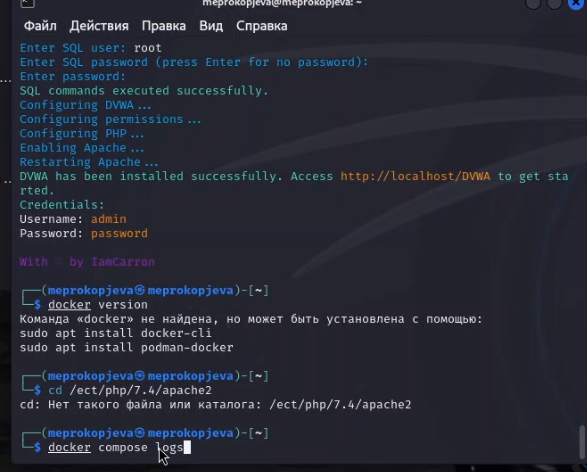 meprokopjeva@meprokopjeva: ~
Файл Действия Правка Вид Справка
Enter SQL user: root
Enter SQL password (press Enter for no password):
Enter password:
SQL commands executed successfully.
Configuring DVWA...
Configuring permissions...
Configuring PHP...
Enabling Apache...
Restarting Apache...
DVWA has been installed successfully. Access http://localhost/DVWA to get sta
rted.
Credentials:
Username: admin
Password: password
With ♡ by IamCarron
┌──(meprokopjeva㉿meprokopjeva)-[~]
└─$ docker version
Команда «docker» не найдена, но может быть установлена с помощью:
sudo apt install docker-cli
sudo apt install podman-docker
┌──(meprokopjeva㉿meprokopjeva)-[~]
└─$ cd /ect/php/7.4/apache2
cd: Нет такого файла или каталога: /ect/php/7.4/apache2
┌──(meprokopjeva㉿meprokopjeva)-[~]
└─$ docker compose logs